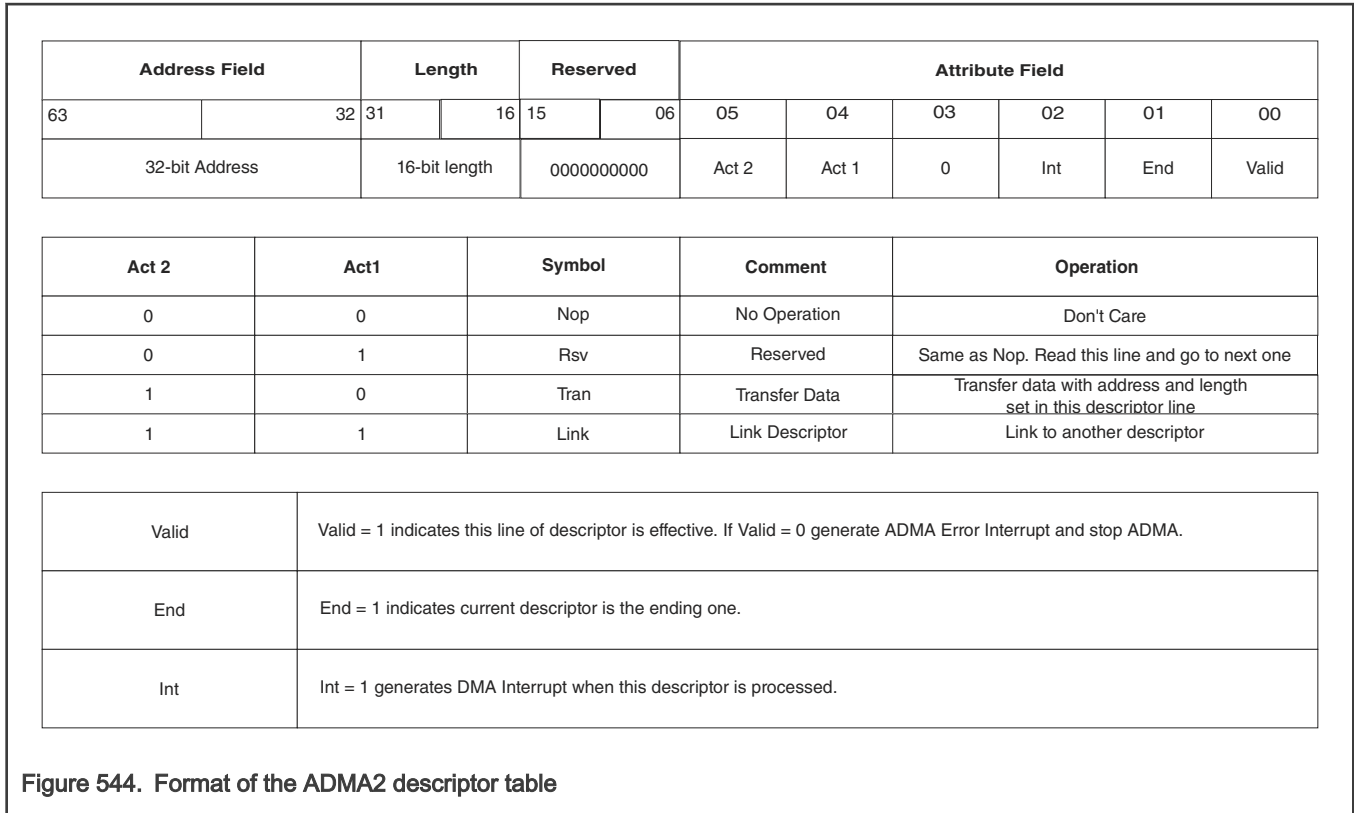 Address Field Length Reserved Attribute Field
63 32 31 16 15 06 05 04 03 02 01 00
32-bit Address 16-bit length 0000000000 Act 2 Act 1 0 Int End Valid
Act 2 Act1 Symbol Comment Operation
0 0 Nop No Operation Don't Care
0 1 Rsv Reserved Same as Nop. Read this line and go to next one
1 0 Tran Transfer Data Transfer data with address and length
set in this descriptor line
1 1 Link Link Descriptor Link to another descriptor
Valid Valid = 1 indicates this line of descriptor is effective. If Valid = 0 generate ADMA Error Interrupt and stop ADMA.
End End = 1 indicates current descriptor is the ending one.
Int Int = 1 generates DMA Interrupt when this descriptor is processed.
Figure 544. Format of the ADMA2 descriptor table